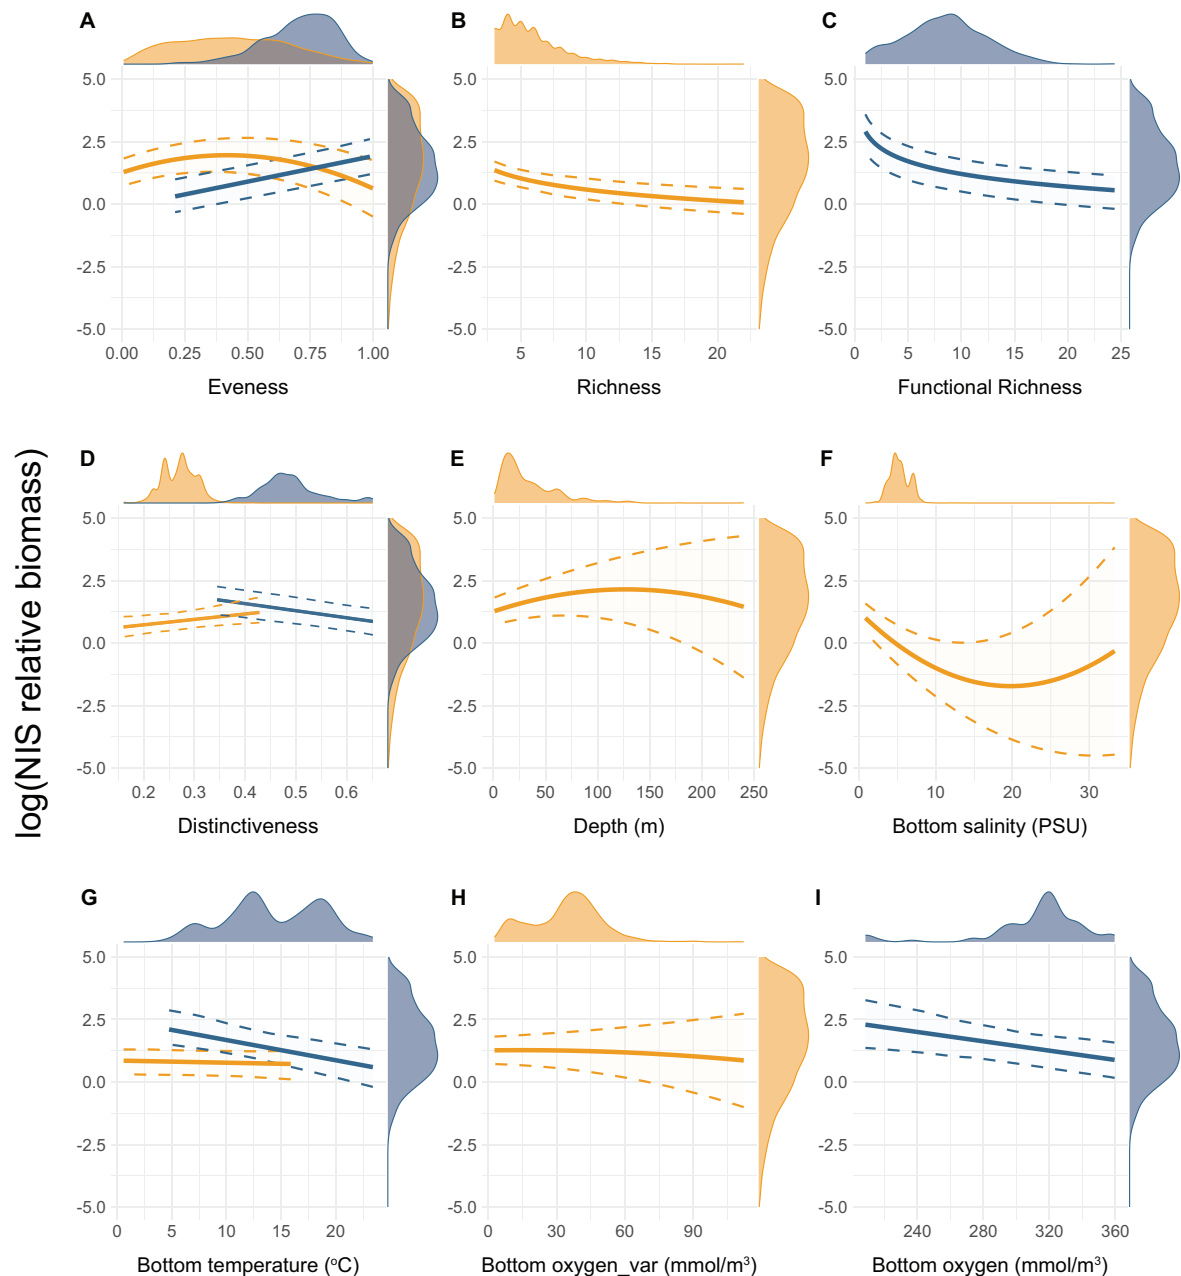 A B C
5.0 5.0 5.0
2.5 2.5 2.5
0.0 0.0 0.0
-2.5 -2.5 -2.5
-5.0 -5.0 -5.0
0.00 0.25 0.50 0.75 1.00 5 10 15 20 0 5 10 15 20 25
Eveness Richness Functional Richness
log(NIS relative biomass)
D E F
5.0 5.0 5.0
2.5 2.5 2.5
0.0 0.0 0.0
-2.5 -2.5 -2.5
-5.0 -5.0 -5.0
0.2 0.3 0.4 0.5 0.6 0 50 100 150 200 250 0 10 20 30
Distinctiveness Depth (m) Bottom salinity (PSU)
G H I
5.0 5.0 5.0
2.5 2.5 2.5
0.0 0.0 0.0
-2.5 -2.5 -2.5
-5.0 -5.0 -5.0
0 5 10 15 20 0 30 60 90 240 280 320 360
Bottom temperature (°C) Bottom oxygen_var (mmol/m³) Bottom oxygen (mmol/m³)